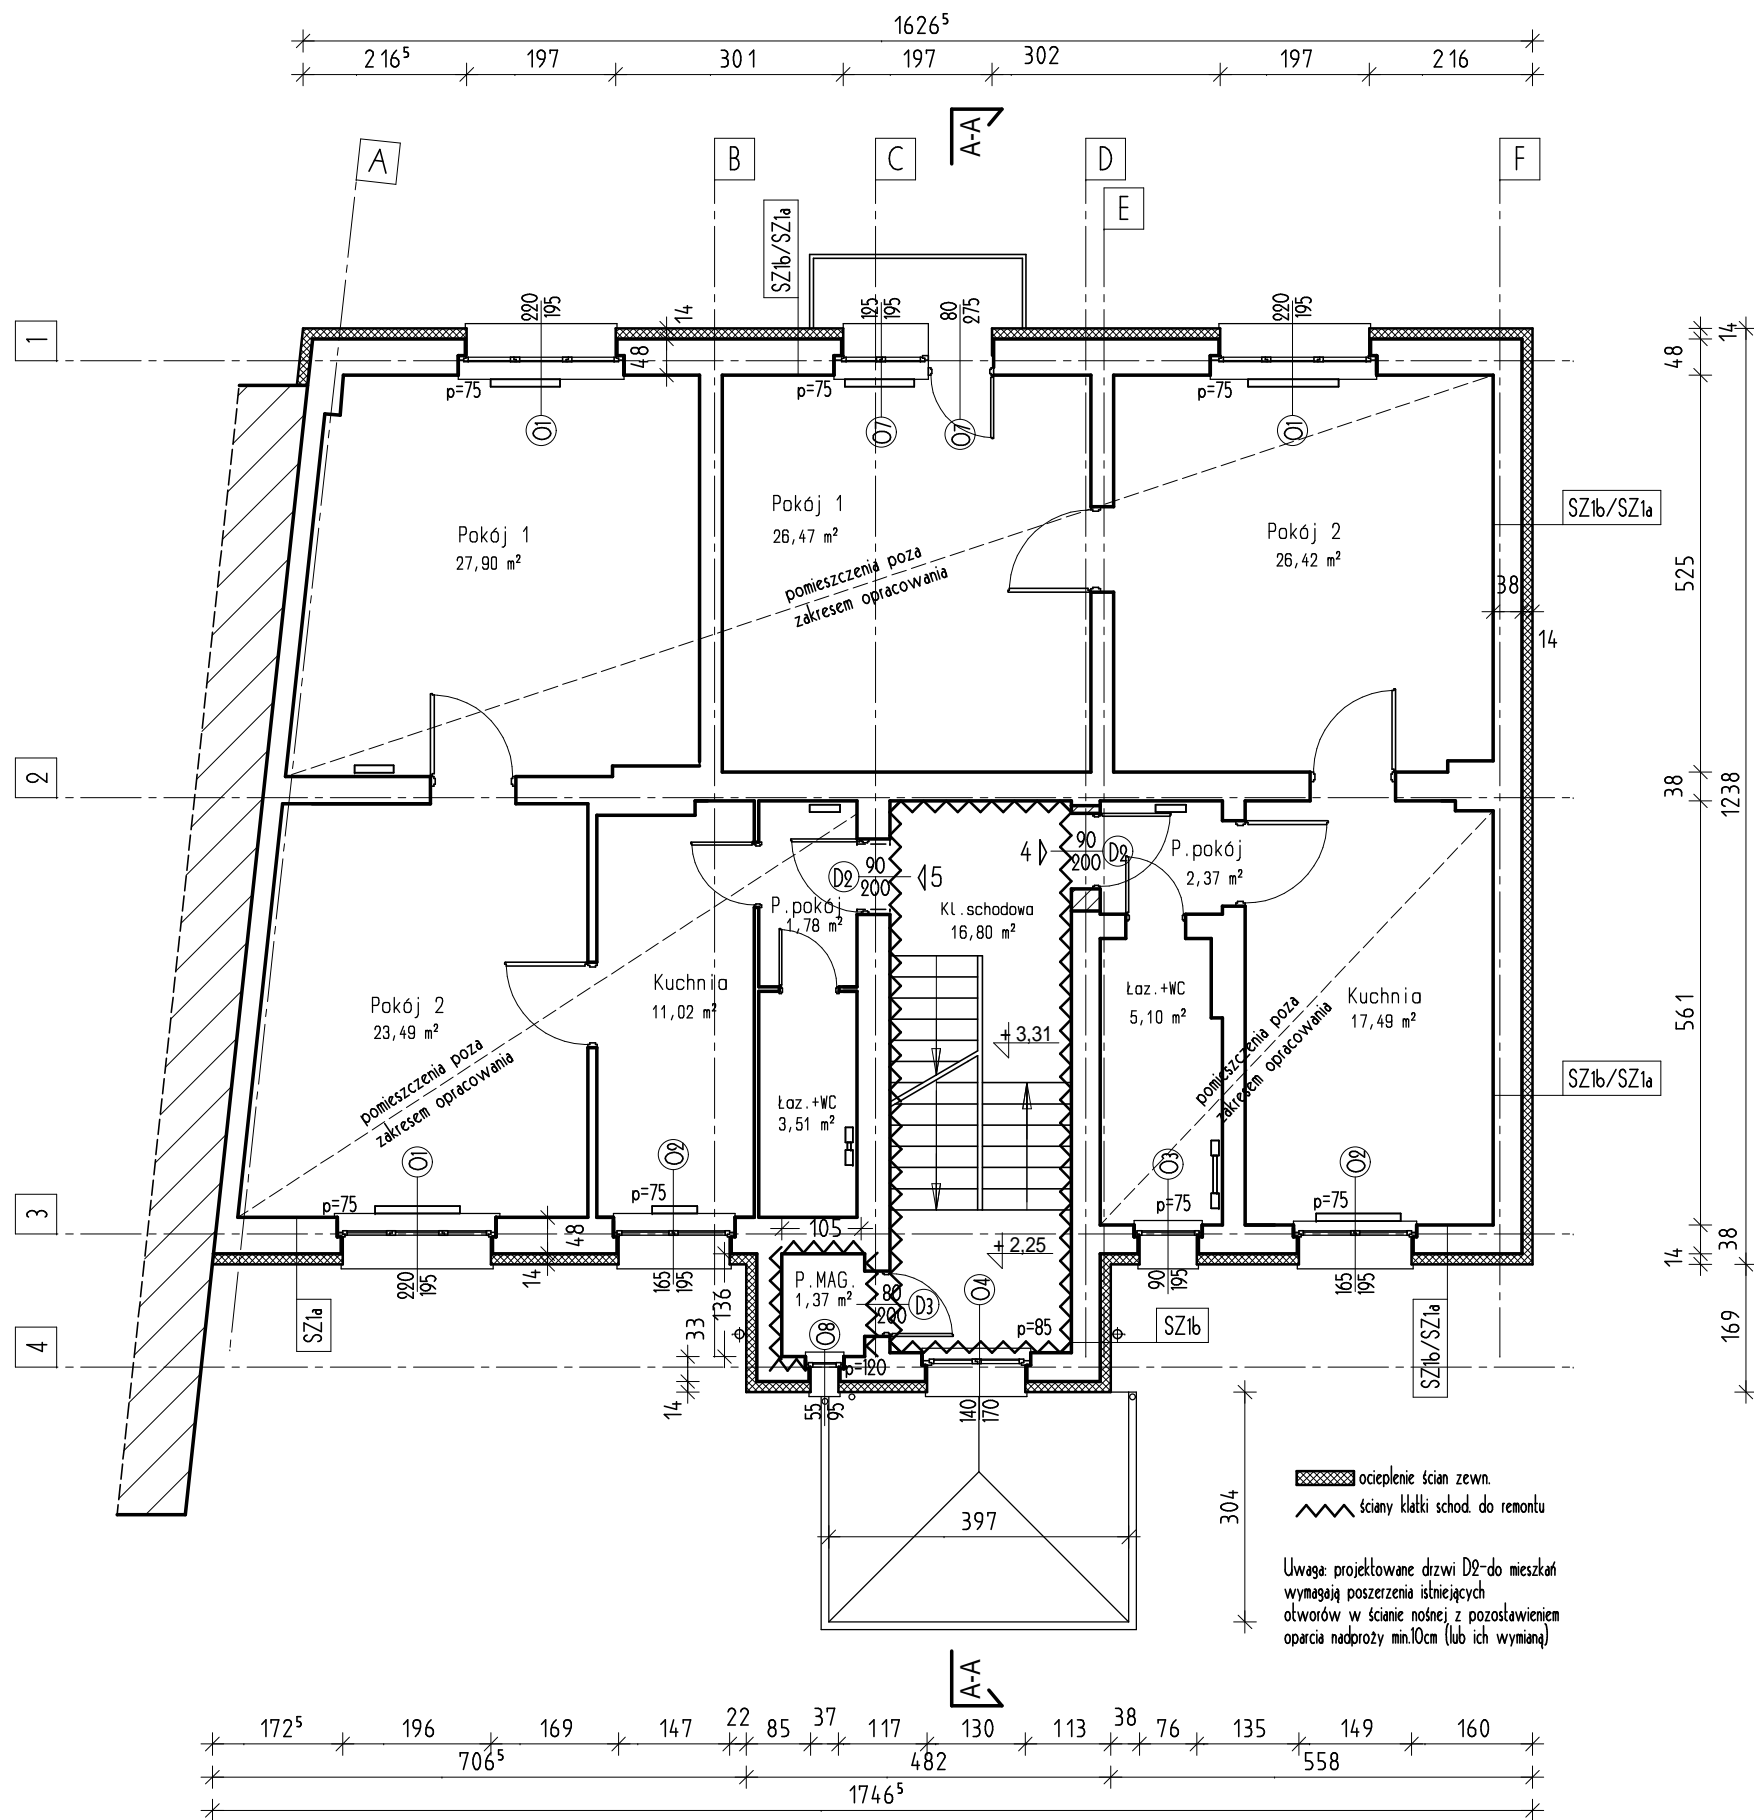 1626⁵
216⁵ 197 301 197 302 197 216
A-A
A B C D E F
SZ1b/SZ1a
220 195
14
48
125 195
80 275
220 195
1
14
48
p=75
p=75
p=75
O1
O7
O7
O1
Pokój 1
27,90 m²
Pokój 1
26,47 m²
Pokój 2
26,42 m²
SZ1b/SZ1a
pomieszczenia poza
zakresem opracowania
38
14
525
2
38
1238
90
200
D2
5
4
90
200
D2
P.pokój
2,37 m²
P.pokój
1,78 m²
Kl.schodowa
16,80 m²
Pokój 2
23,49 m²
Kuchnia
11,02 m²
Łaz.+WC
5,10 m²
Kuchnia
17,49 m²
561
+3,31
pomieszczenia poza
zakresem opracowania
pomieszczenia poza
zakresem opracowania
SZ1b/SZ1a
Łaz.+WC
3,51 m²
O1
O2
O3
O2
p=75
p=75
p=75
p=75
3
48
105
+2,25
38
14
14
220 195
165 195
136
P.MAG.
1,37 m²
80
200
D3
O4
90 195
165 195
SZ1a
33
O8
p=85
SZ1b
SZ1b/SZ1a
169
4
p=120
14
55 95
140 170
304
397
ocieplenie ścian zewn.
ściany klatki schod. do remontu
Uwaga: projektowane drzwi D2-do mieszkań
wymagają poszerzenia istniejących
otworów w ścianie nośnej z pozostawieniem
oparcia nadproży min.10cm (lub ich wymianą)
A-A
172⁵ 196 169 147 22 85 37 117 130 113 38 76 135 149 160
706⁵ 482 558
1746⁵